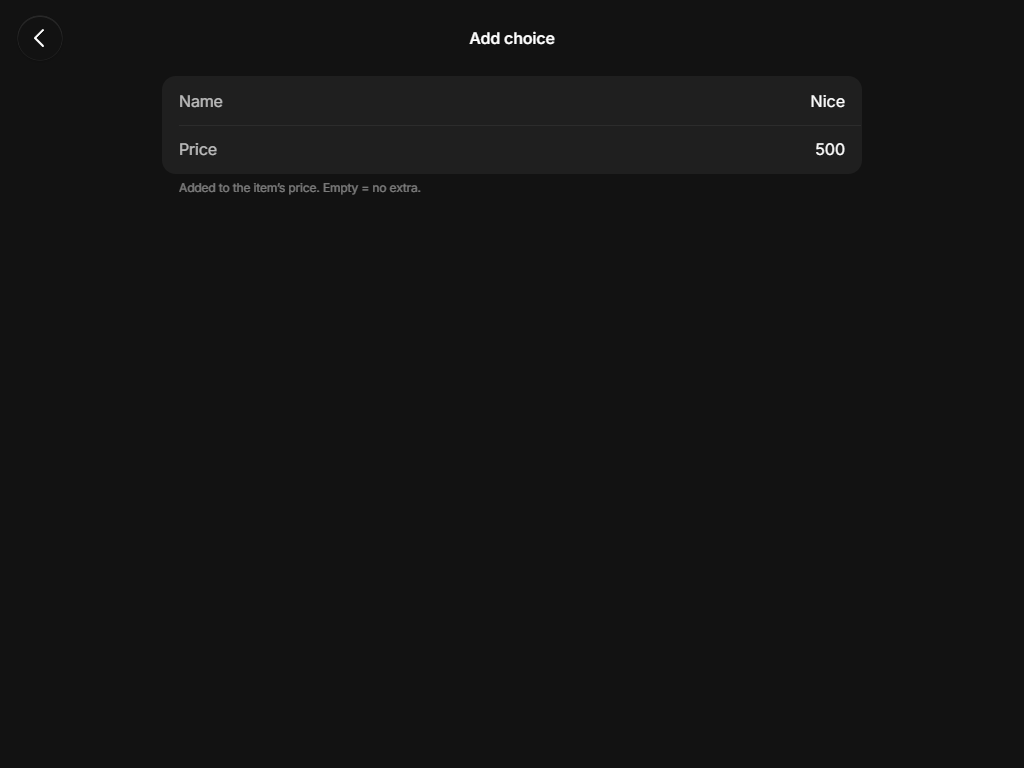 Add choice
Name Nice
Price 500
Added to the item’s price. Empty = no extra.